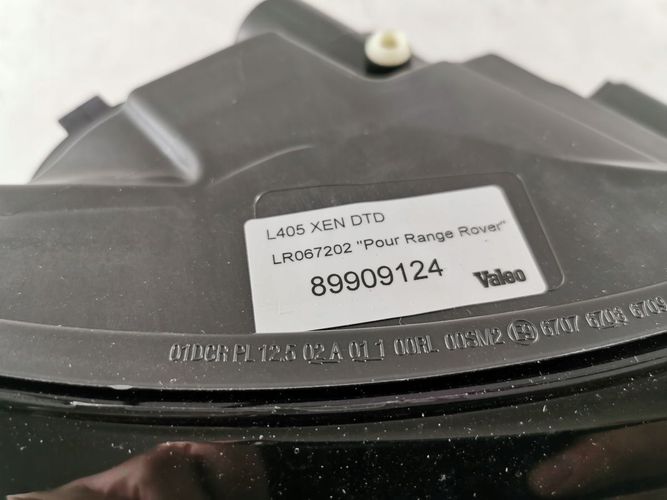 L405 XEN DTD
LR067202 "Pour Range Rover"
89909124
Valeo
01DCR PL 12.5 02 A 01 1 00RL 00SM2 6707 6708 6709